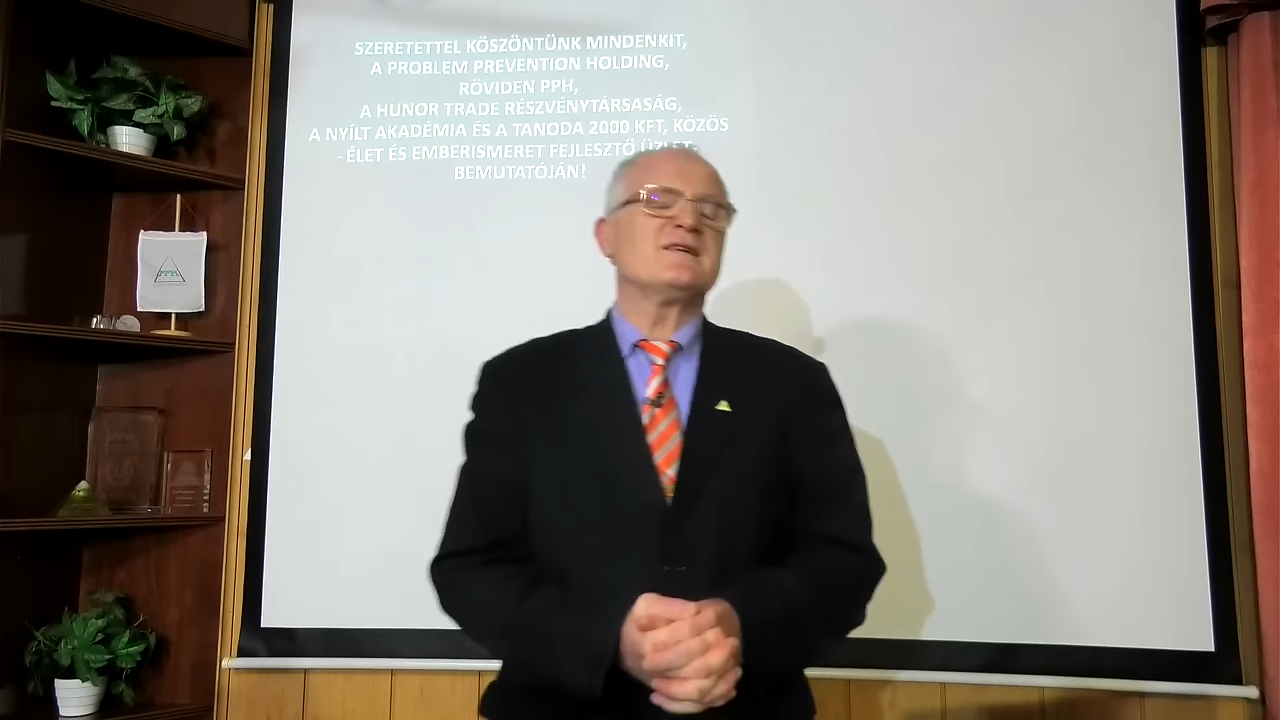 SZERETETTEL KÖSZÖNTÜNK MINDENKIT,
A PROBLEM PREVENTION HOLDING,
RÖVIDEN PPH,
A HUNOR TRADE RÉSZVÉNYTÁRSASÁG,
A NYÍLT AKADÉMIA ÉS A TANODA 2000 KFT, KÖZÖS
- ÉLET ÉS EMBERISMERET FEJLESZTŐ ÜZLET-
BEMUTATÓJÁN!